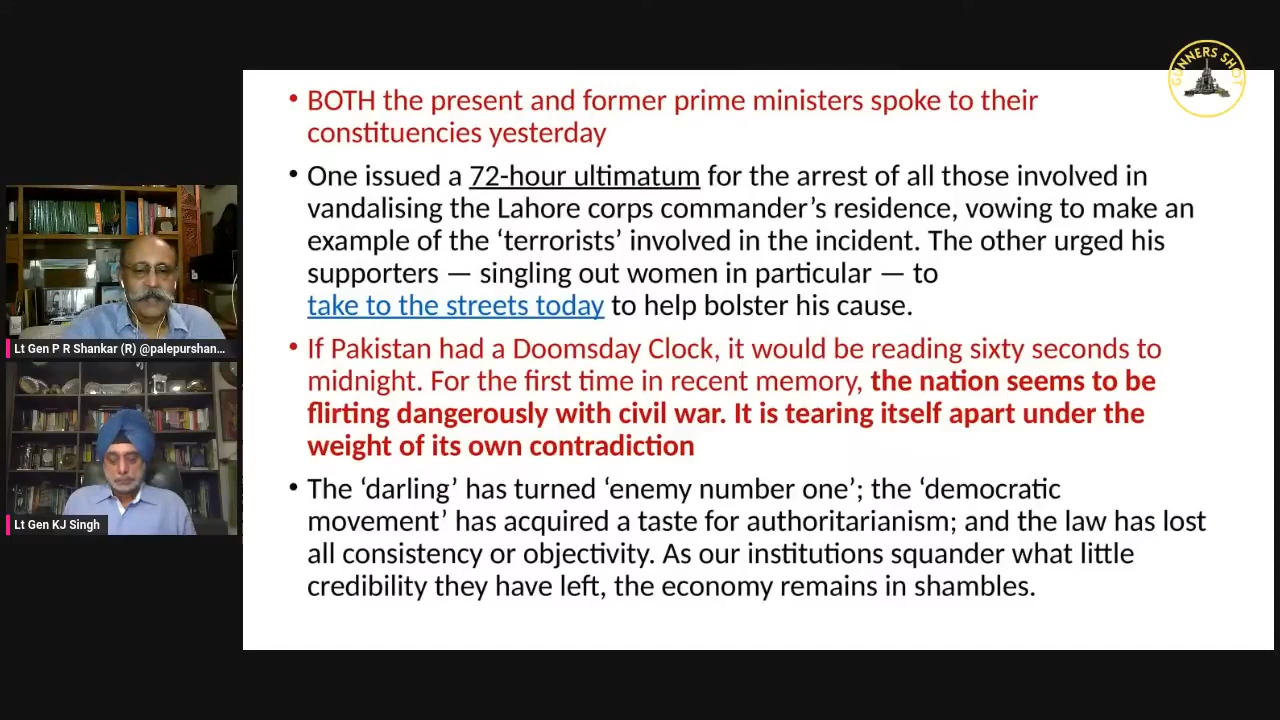 GUNNERS SHOT
• BOTH the present and former prime ministers spoke to their
constituencies yesterday
• One issued a 72-hour ultimatum for the arrest of all those involved in
vandalising the Lahore corps commander’s residence, vowing to make an
example of the ‘terrorists’ involved in the incident. The other urged his
supporters — singling out women in particular — to
take to the streets today to help bolster his cause.
• If Pakistan had a Doomsday Clock, it would be reading sixty seconds to
midnight. For the first time in recent memory, the nation seems to be
flirting dangerously with civil war. It is tearing itself apart under the
weight of its own contradiction
• The ‘darling’ has turned ‘enemy number one’; the ‘democratic
movement’ has acquired a taste for authoritarianism; and the law has lost
all consistency or objectivity. As our institutions squander what little
credibility they have left, the economy remains in shambles.
Lt Gen P R Shankar (R) @palepurshan...
Lt Gen KJ Singh